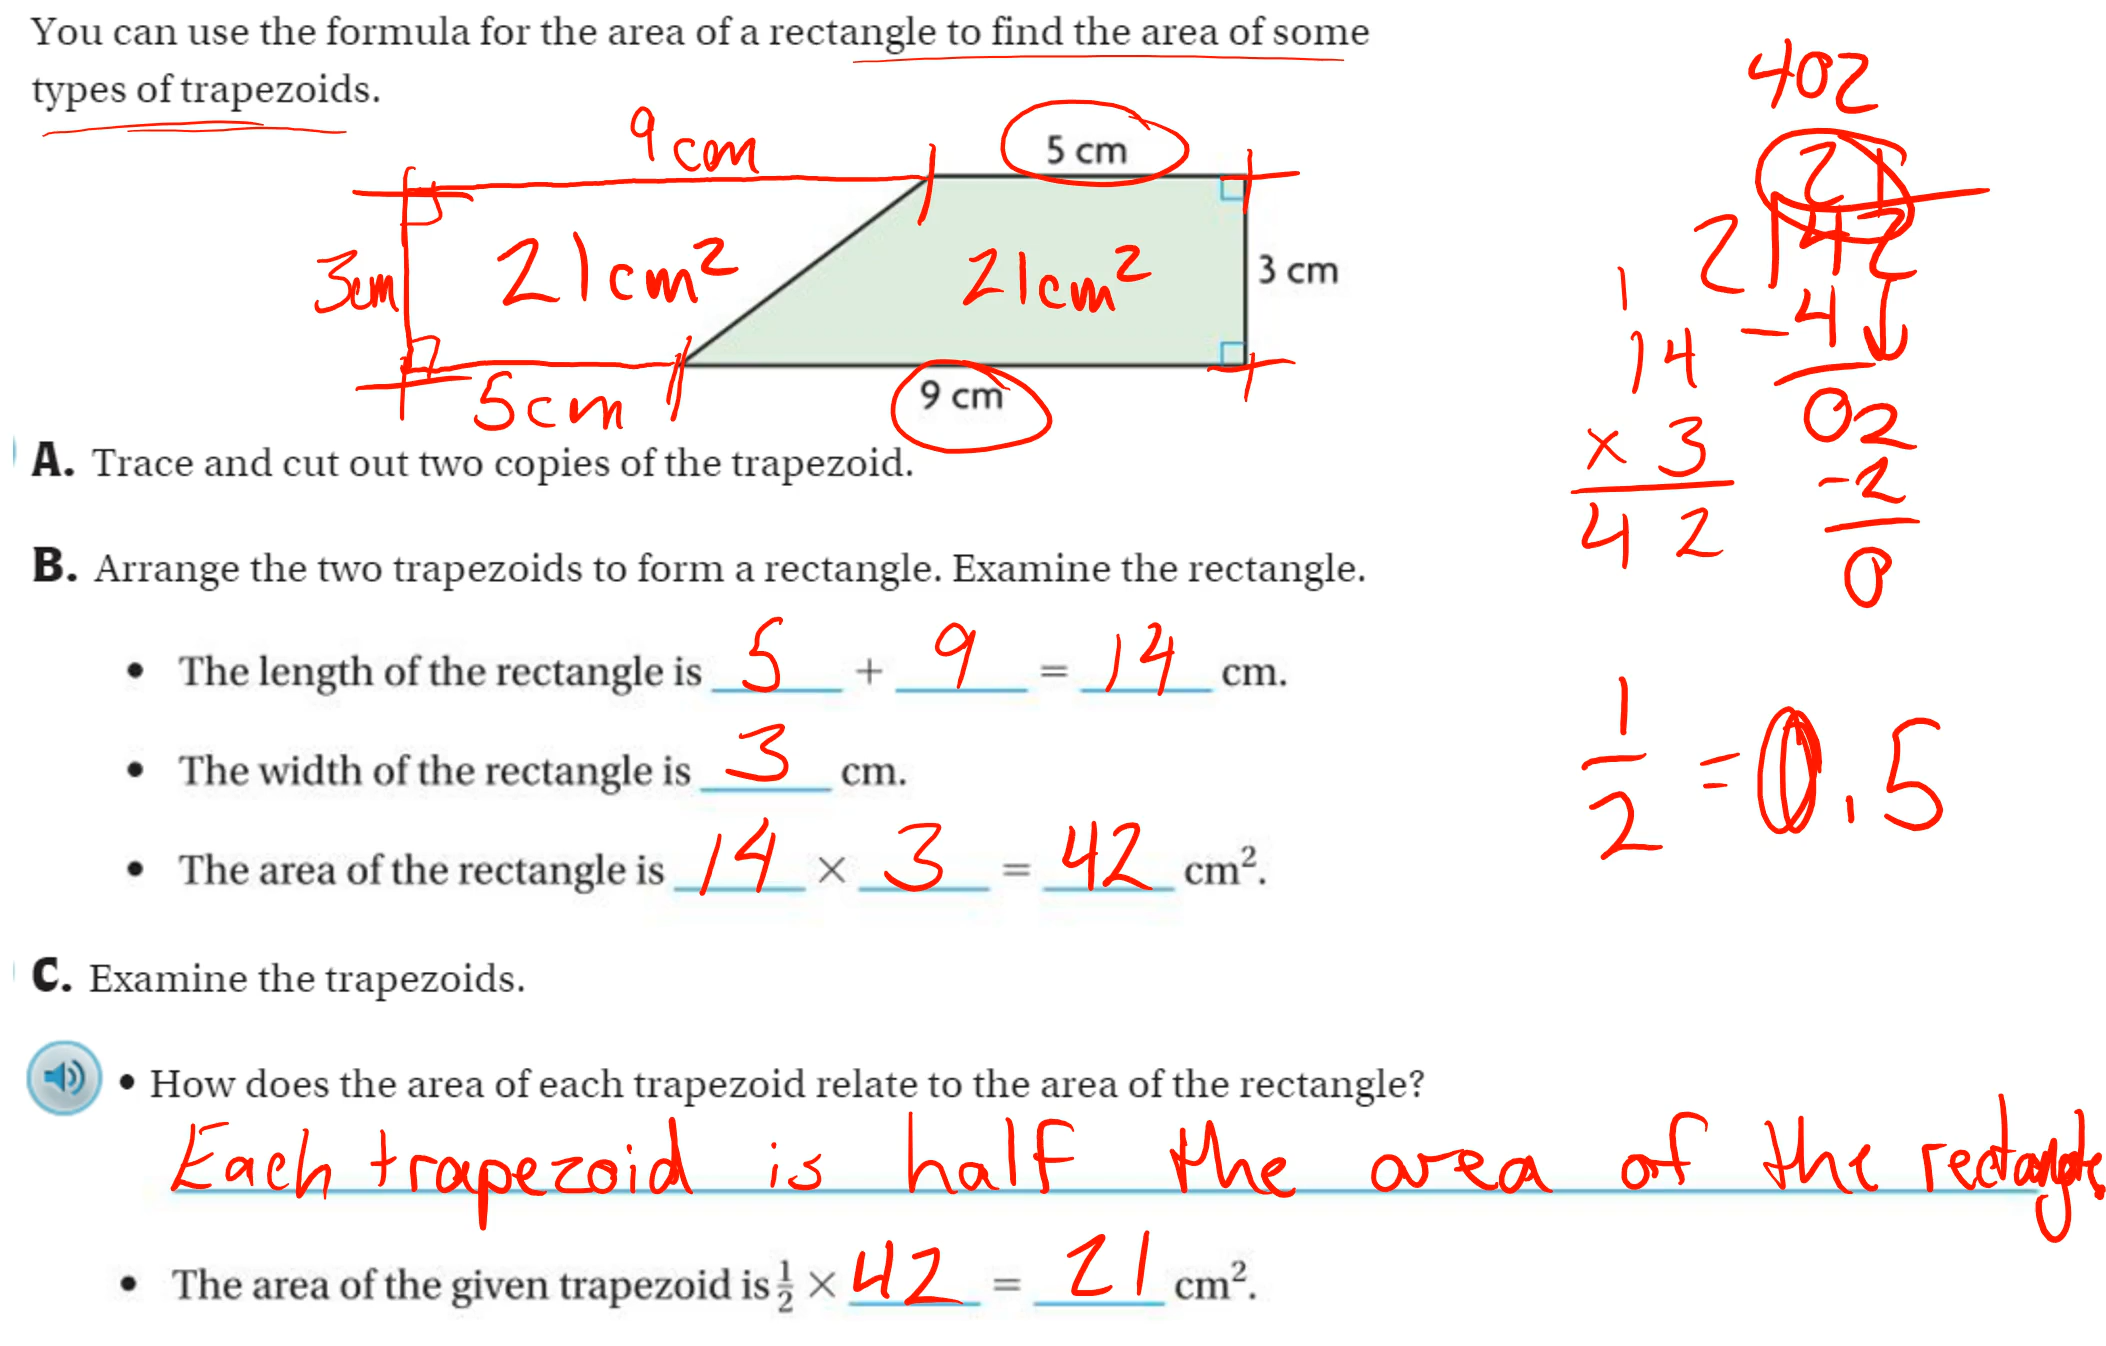 You can use the formula for the area of a rectangle to find the area of some
types of trapezoids.
9 cm
5 cm
3cm
21cm²
21cm²
3 cm
5cm
9 cm
A. Trace and cut out two copies of the trapezoid.
B. Arrange the two trapezoids to form a rectangle. Examine the rectangle.
• The length of the rectangle is 5 + 9 = 14 cm.
• The width of the rectangle is 3 cm.
• The area of the rectangle is 14 × 3 = 42 cm².
C. Examine the trapezoids.
• How does the area of each trapezoid relate to the area of the rectangle?
Each trapezoid is half the area of the rectangle.
• The area of the given trapezoid is ½ × 42 = 21 cm².
402
21
2 42
-4
02
-2
0
1
14
× 3
42
1/2 = 0.5